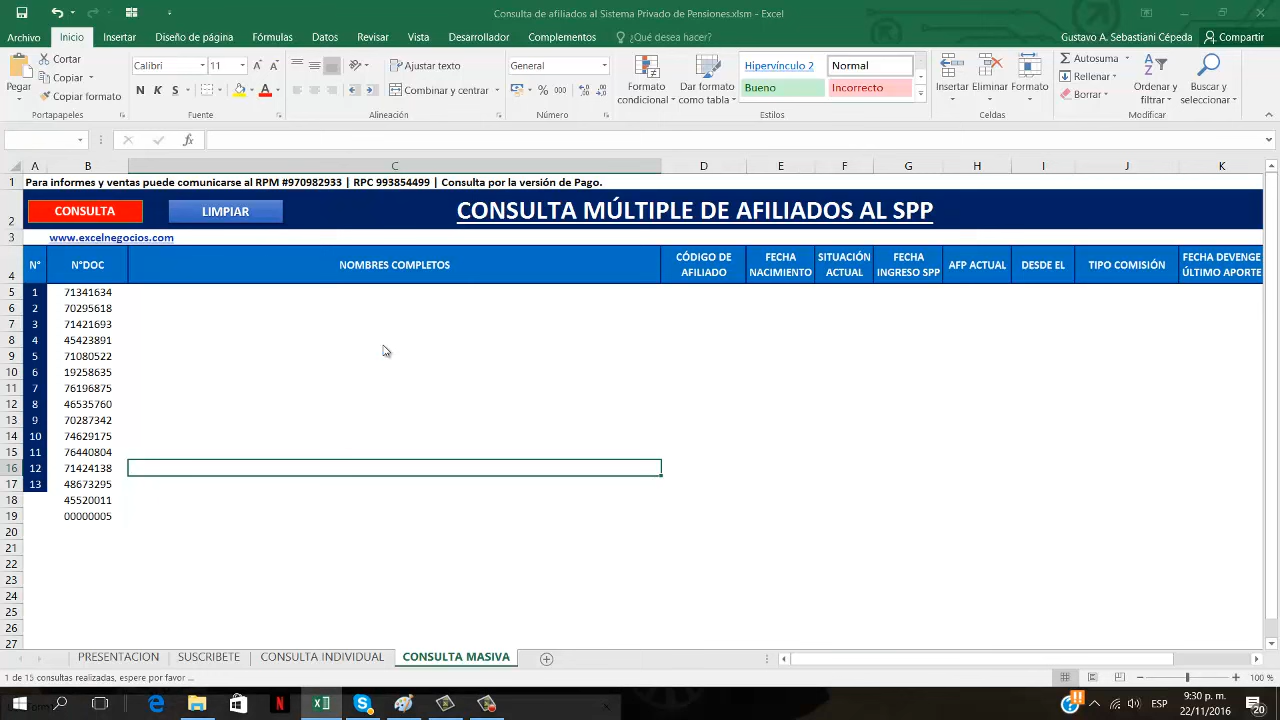 Consulta de afiliados al Sistema Privado de Pensiones.xlsm - Excel
Archivo Inicio Insertar Diseño de página Fórmulas Datos Revisar Vista Desarrollador Complementos ¿Qué desea hacer? Gustavo A. Sebastiani Cépeda Compartir
Pegar
Cortar
Copiar
Copiar formato
Portapapeles
Calibri 11
N K S
Fuente
Ajustar texto
Combinar y centrar
Alineación
General
% 000
Número
Formato condicional
Dar formato como tabla
Hipervínculo 2 Normal
Bueno Incorrecto
Estilos
Insertar Eliminar Formato
Celdas
Autosuma
Rellenar
Borrar
Ordenar y filtrar
Buscar y seleccionar
Modificar
A B C D E F G H I J K
1 Para informes y ventas puede comunicarse al RPM #970982933 | RPC 993854499 | Consulta por la versión de Pago.
2 CONSULTA LIMPIAR CONSULTA MÚLTIPLE DE AFILIADOS AL SPP
3 www.excelnegocios.com
4 N° N°DOC NOMBRES COMPLETOS CÓDIGO DE AFILIADO FECHA NACIMIENTO SITUACIÓN ACTUAL FECHA INGRESO SPP AFP ACTUAL DESDE EL TIPO COMISIÓN FECHA DEVENGE ÚLTIMO APORTE
5 1 71341634
6 2 70295618
7 3 71421693
8 4 45423891
9 5 71080522
10 6 19258635
11 7 76196875
12 8 46535760
13 9 70287342
14 10 74629175
15 11 76440804
16 12 71424138
17 13 48673295
18 45520011
19 00000005
20
21
22
23
24
25
26
27
PRESENTACION SUSCRIBETE CONSULTA INDIVIDUAL CONSULTA MASIVA
1 de 15 consultas realizadas, espere por favor ... 100 %
ESP
9:30 p. m.
22/11/2016
20